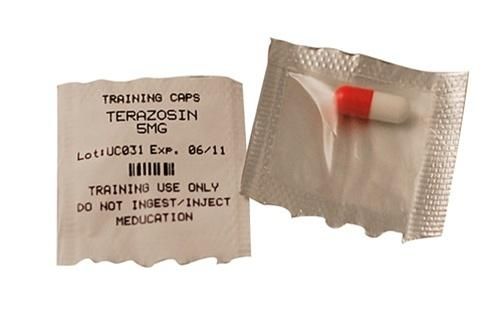 TRAINING CAPS
TERAZOSIN
5MG
Lot:UC031 Exp. 06/11
TRAINING USE ONLY
DO NOT INGEST/INJECT
MEDUCATION